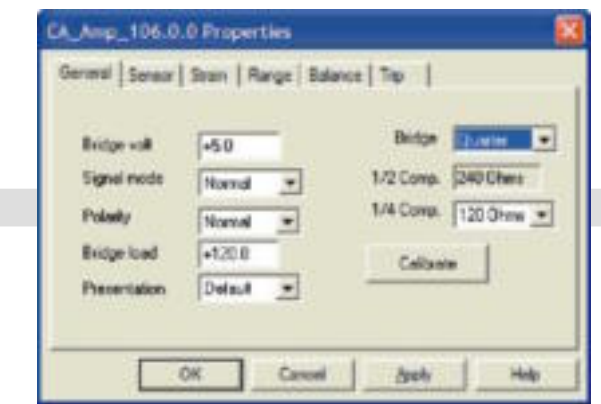 CA_Amp_106.0.0 Properties
General Sensor Strain Range Balance Trip
Bridge volt +5.0
Signal mode Normal
Polarity Normal
Bridge load +120.0
Presentation Default
Bridge Quarter
1/2 Comp. 240 Ohms
1/4 Comp. 120 Ohms
Calibrate
OK Cancel Apply Help